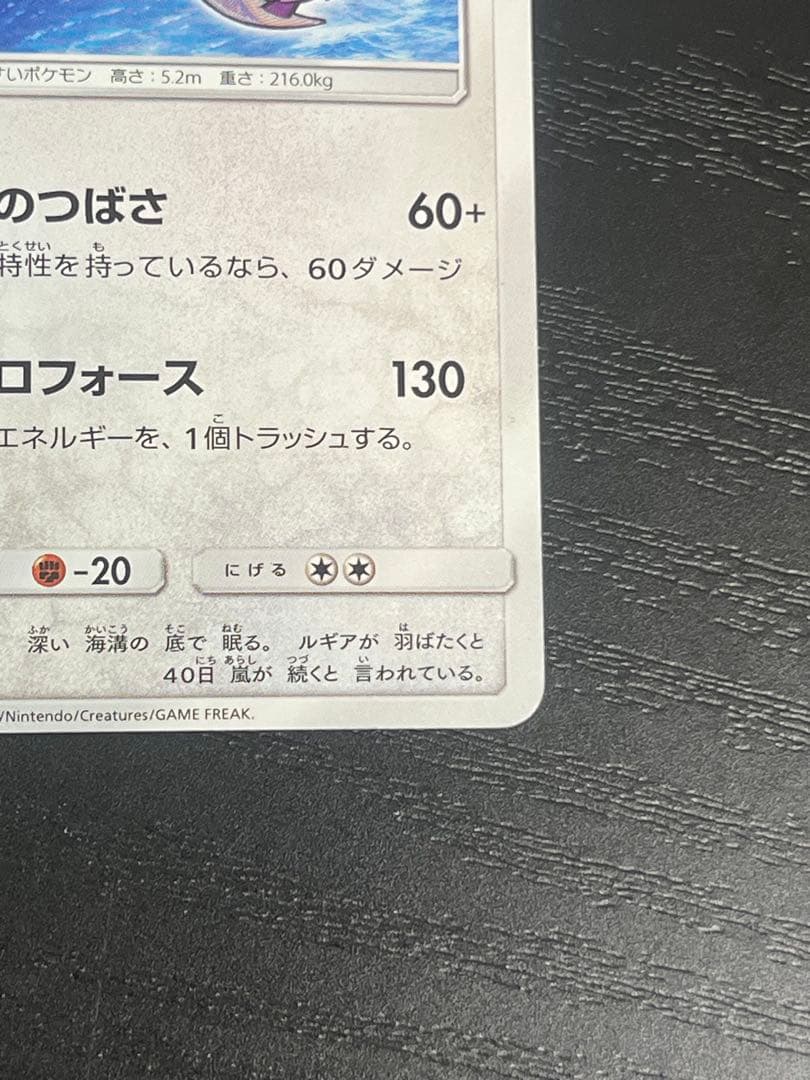 すいポケモン 高さ：5.2m 重さ：216.0kg
のつばさ 60+
特性を持っているなら、60ダメージ
ロフォース 130
エネルギーを、1個トラッシュする。
-20 にげる
深い 海溝の 底で 眠る。 ルギアが 羽ばたくと
40日 嵐が 続くと 言われている。
/Nintendo/Creatures/GAME FREAK.